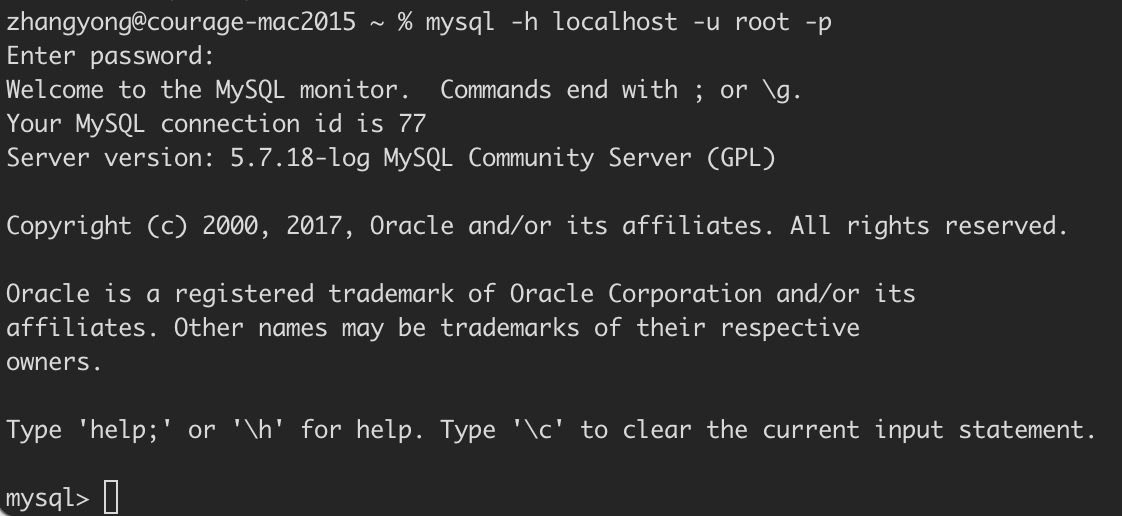 zhangyong@courage-mac2015 ~ % mysql -h localhost -u root -p
Enter password:
Welcome to the MySQL monitor.  Commands end with ; or \g.
Your MySQL connection id is 77
Server version: 5.7.18-log MySQL Community Server (GPL)
Copyright (c) 2000, 2017, Oracle and/or its affiliates. All rights reserved.
Oracle is a registered trademark of Oracle Corporation and/or its
affiliates. Other names may be trademarks of their respective
owners.
Type 'help;' or '\h' for help. Type '\c' to clear the current input statement.
mysql>